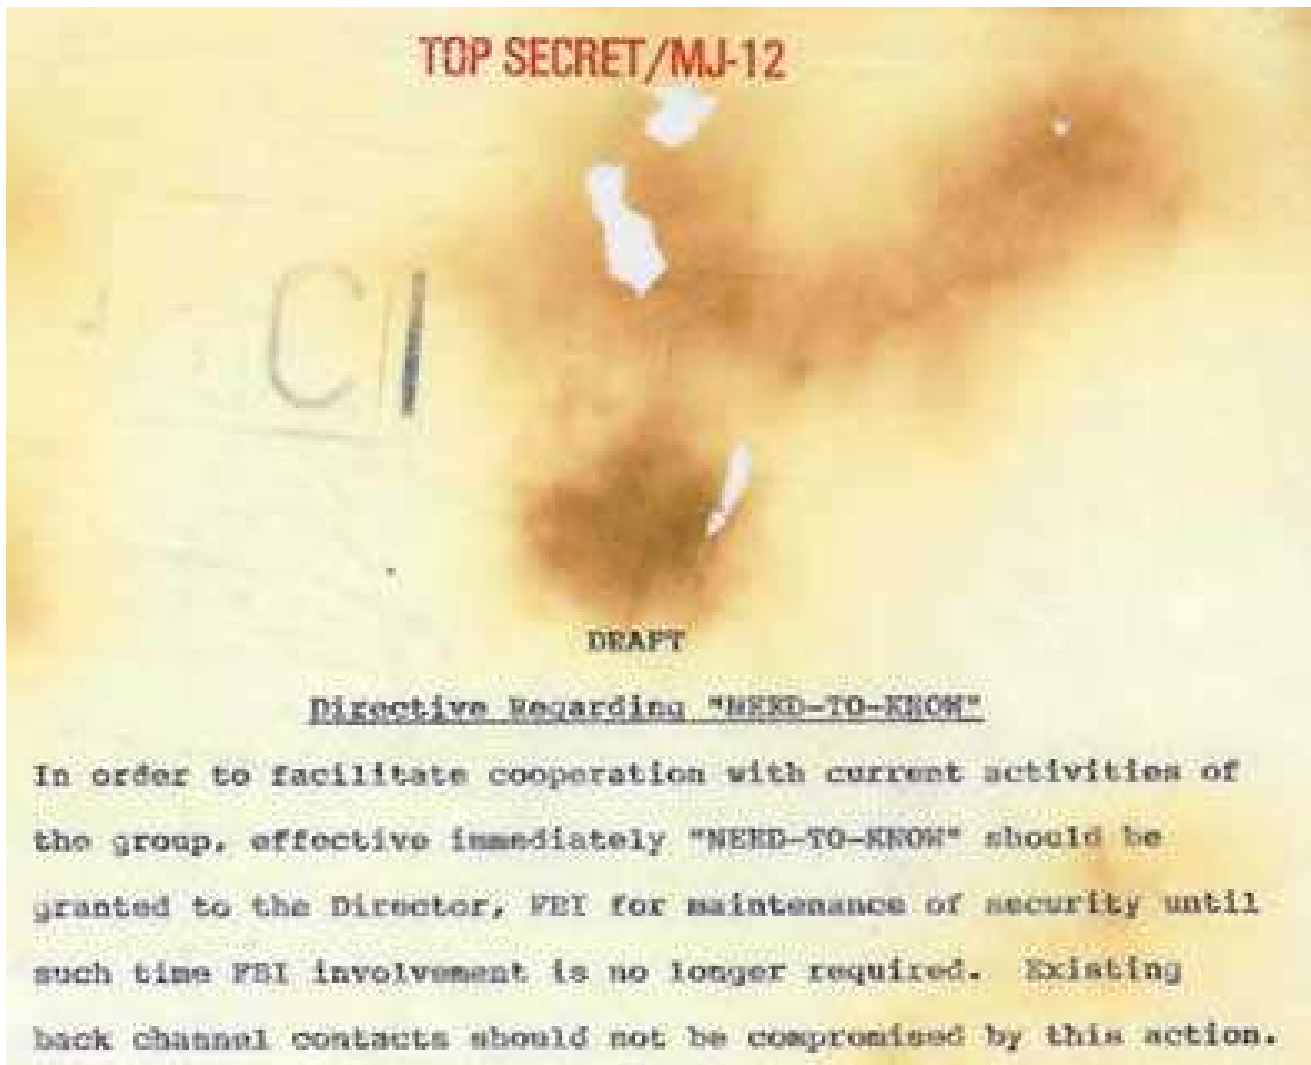 TOP SECRET/MJ-12
CI
DRAFT
Directive Regarding "NEED-TO-KNOW"
In order to facilitate cooperation with current activities of
the group, effective immediately "NEED-TO-KNOW" should be
granted to the Director, FBI for maintenance of security until
such time FBI involvement is no longer required. Existing
back channel contacts should not be compromised by this action.